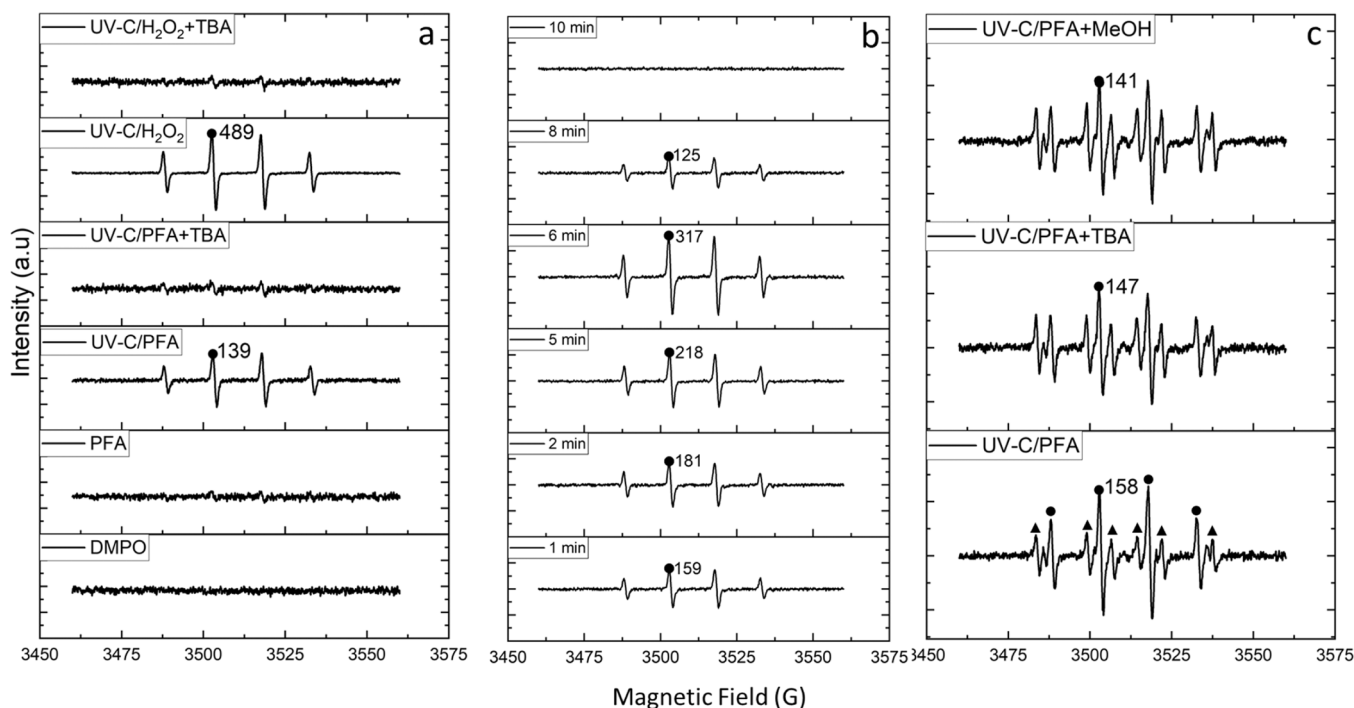 a
UV-C/H₂O₂+TBA
UV-C/H₂O₂
489
UV-C/PFA+TBA
UV-C/PFA
139
PFA
DMPO
3450 3475 3500 3525 3550 3575
Intensity (a.u)
b
10 min
8 min
125
6 min
317
5 min
218
2 min
181
1 min
159
3450 3475 3500 3525 3550 3575
c
UV-C/PFA+MeOH
141
UV-C/PFA+TBA
147
UV-C/PFA
158
3475 3500 3525 3550 3575
Magnetic Field (G)